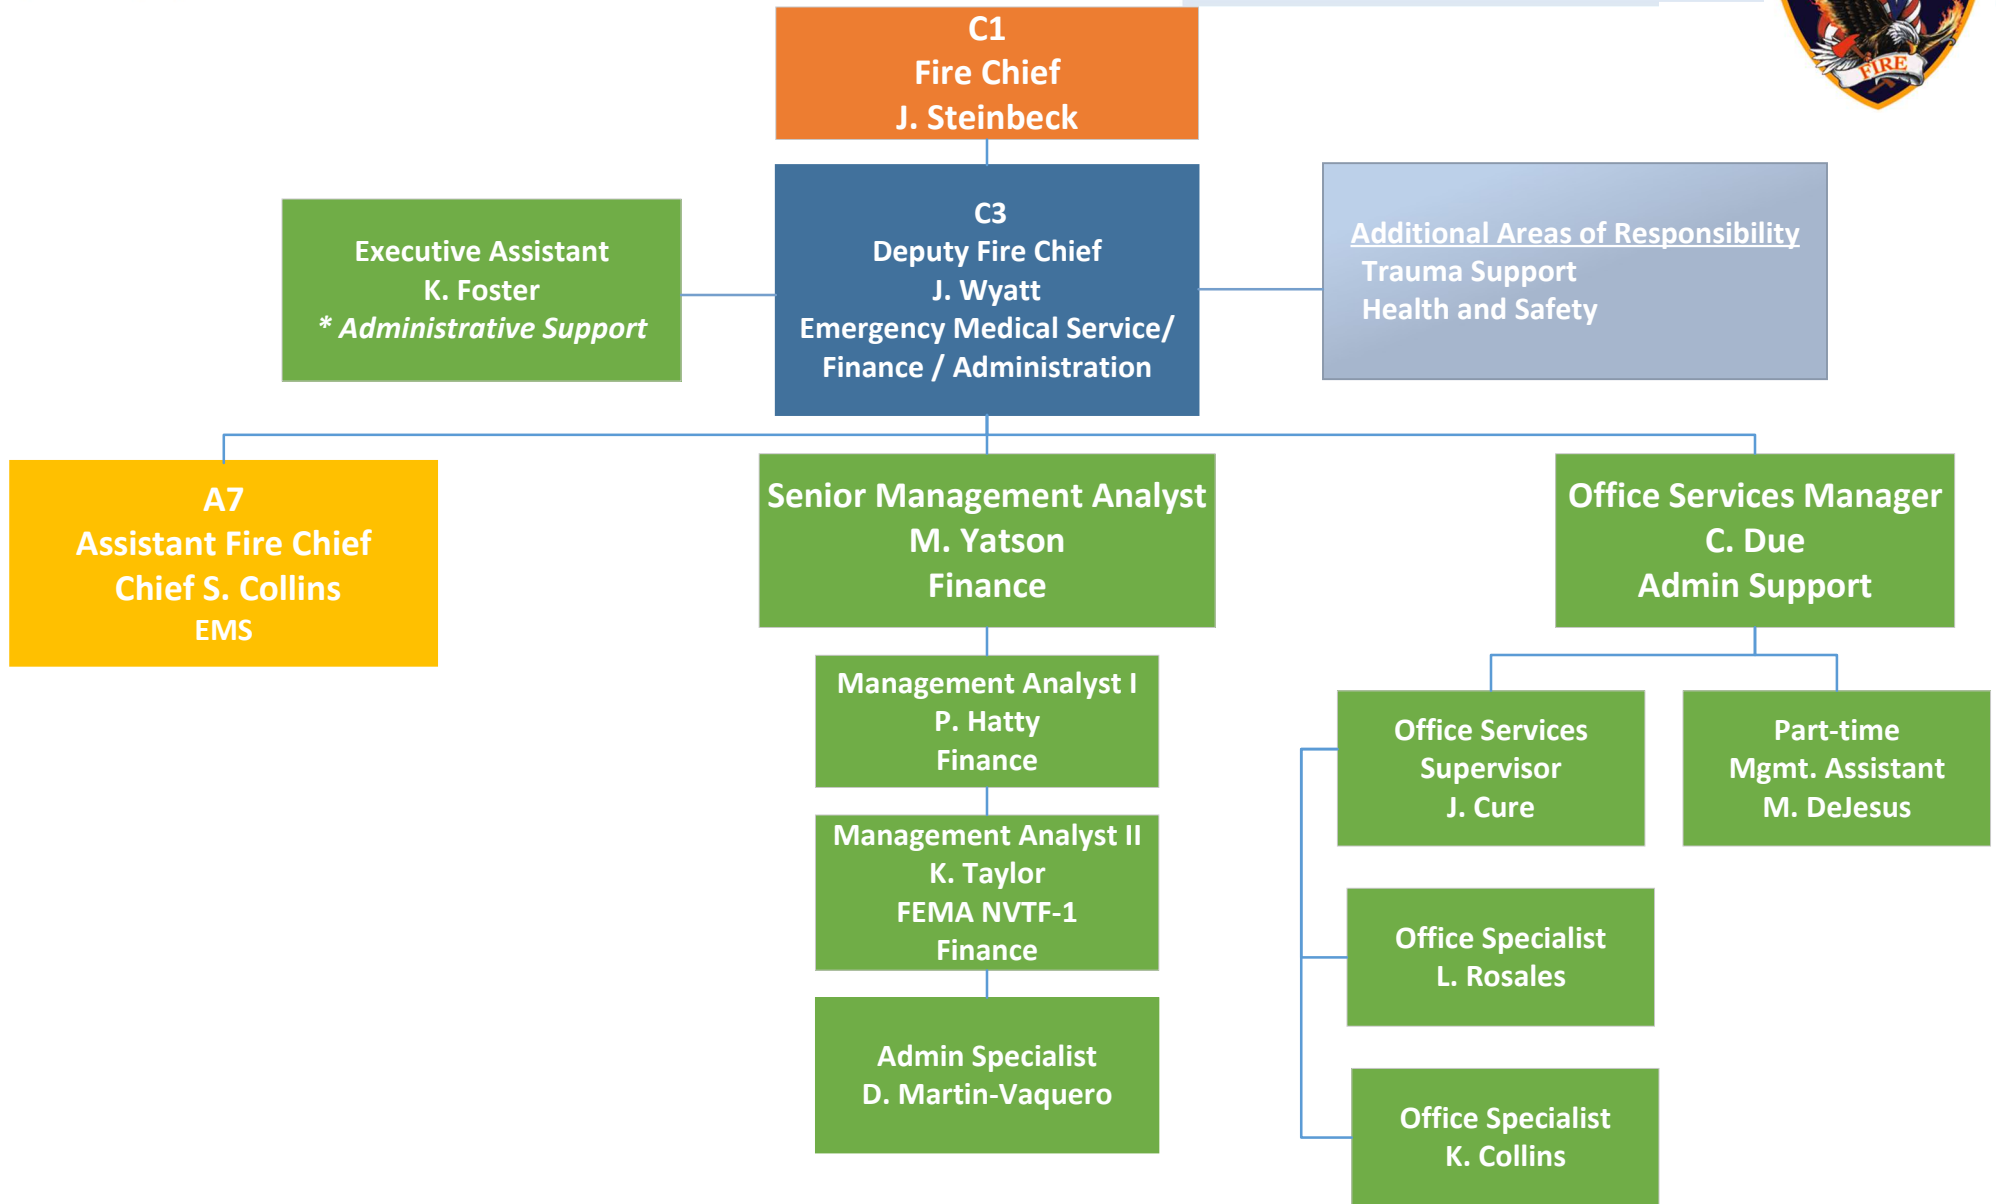 FIRE
C1
Fire Chief
J. Steinbeck
Executive Assistant
K. Foster
* Administrative Support
C3
Deputy Fire Chief
J. Wyatt
Emergency Medical Service/
Finance / Administration
Additional Areas of Responsibility
Trauma Support
Health and Safety
A7
Assistant Fire Chief
Chief S. Collins
EMS
Senior Management Analyst
M. Yatson
Finance
Office Services Manager
C. Due
Admin Support
Management Analyst I
P. Hatty
Finance
Management Analyst II
K. Taylor
FEMA NVTF-1
Finance
Admin Specialist
D. Martin-Vaquero
Office Services
Supervisor
J. Cure
Part-time
Mgmt. Assistant
M. DeJesus
Office Specialist
L. Rosales
Office Specialist
K. Collins